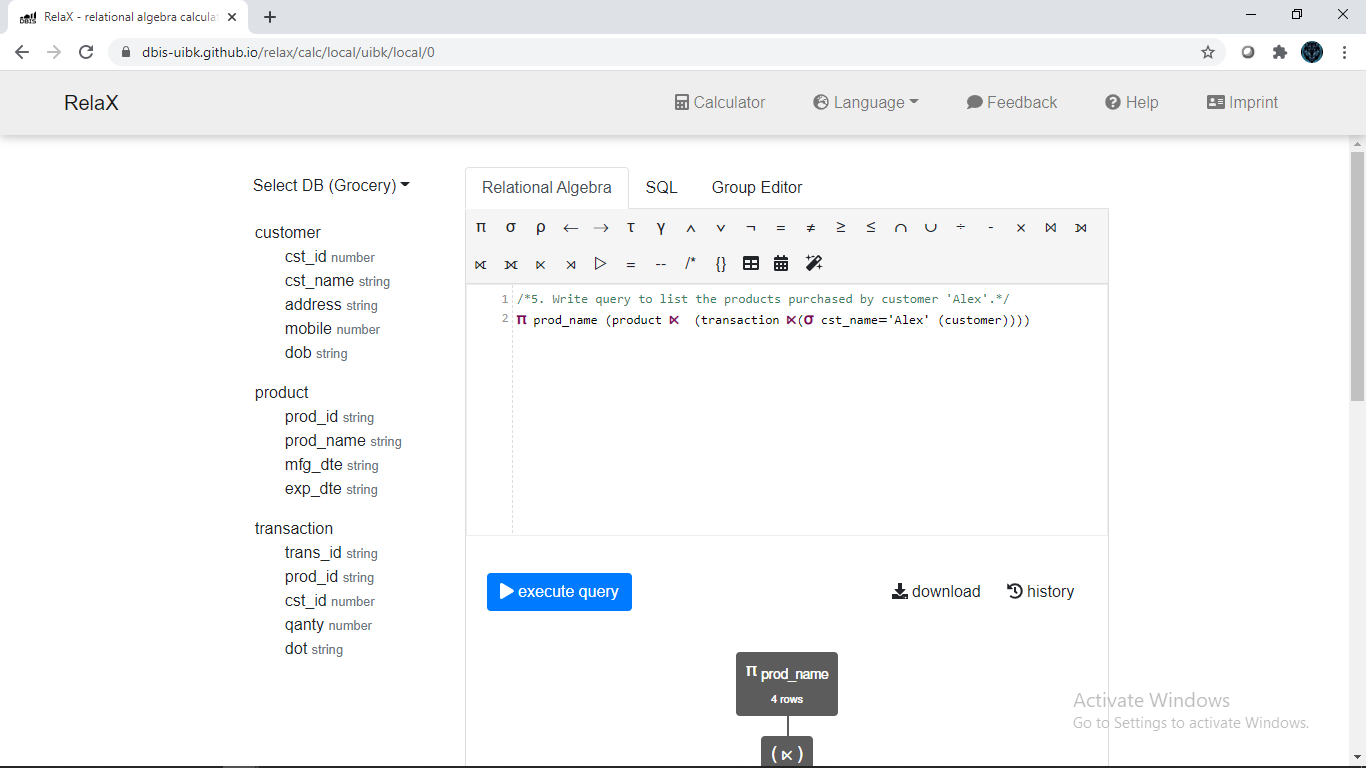 RelaX - relational algebra calcula
dbis-uibk.github.io/relax/calc/local/uibk/local/0
RelaX
Calculator
Language
Feedback
Help
Imprint
Select DB (Grocery)
customer
cst_id number
cst_name string
address string
mobile number
dob string
product
prod_id string
prod_name string
mfg_dte string
exp_dte string
transaction
trans_id string
prod_id string
cst_id number
qanty number
dot string
Relational Algebra
SQL
Group Editor
π σ ρ ← → τ γ ∧ ∨ ¬ = ≠ ≥ ≤ ∩ ∪ ÷ - ⨯ ⨝ ⟕
⟖ ⟗ ⋉ ⋊ ▷ = -- /* {}
1 /*5. Write query to list the products purchased by customer 'Alex'.*/
2 π prod_name (product ⋉  (transaction ⋉(σ cst_name='Alex' (customer))))
execute query
download
history
π prod_name
4 rows
( ⋉ )
Activate Windows
Go to Settings to activate Windows.